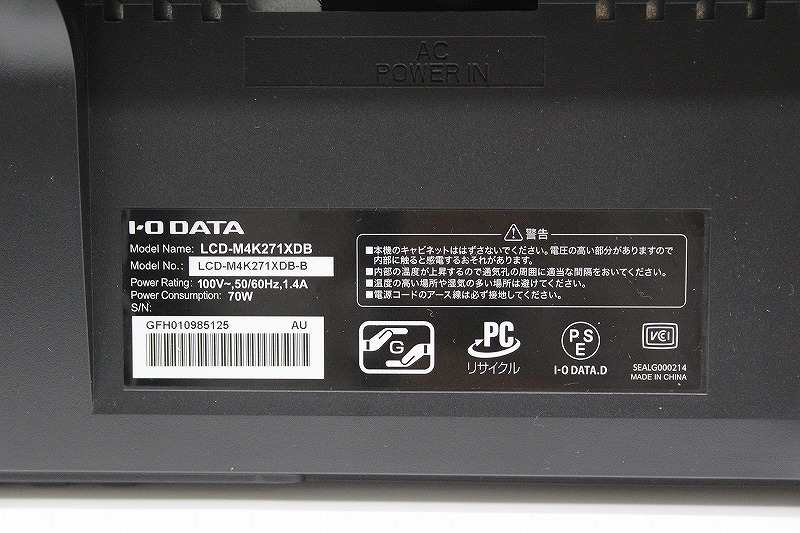 AC
POWER IN
I-O DATA
Model Name: LCD-M4K271XDB
Model No.: LCD-M4K271XDB-B
Power Rating: 100V~,50/60Hz,1.4A
Power Consumption: 70W
S/N:
GFH010985125 AU
⚠警告
■本機のキャビネットははずさないでください。電圧の高い部分がありますので
内部に触ると感電するおそれがあります。
■内部の温度が上昇するので通気孔の周囲に適当な間隔をおいてください。
■温度の高い場所や湿気の多い場所は避けてください。
■電源コードのアース線は必ず接地してください。
G
PC
リサイクル
PS
E
I-O DATA.D
VCCI
SEALG000214
MADE IN CHINA